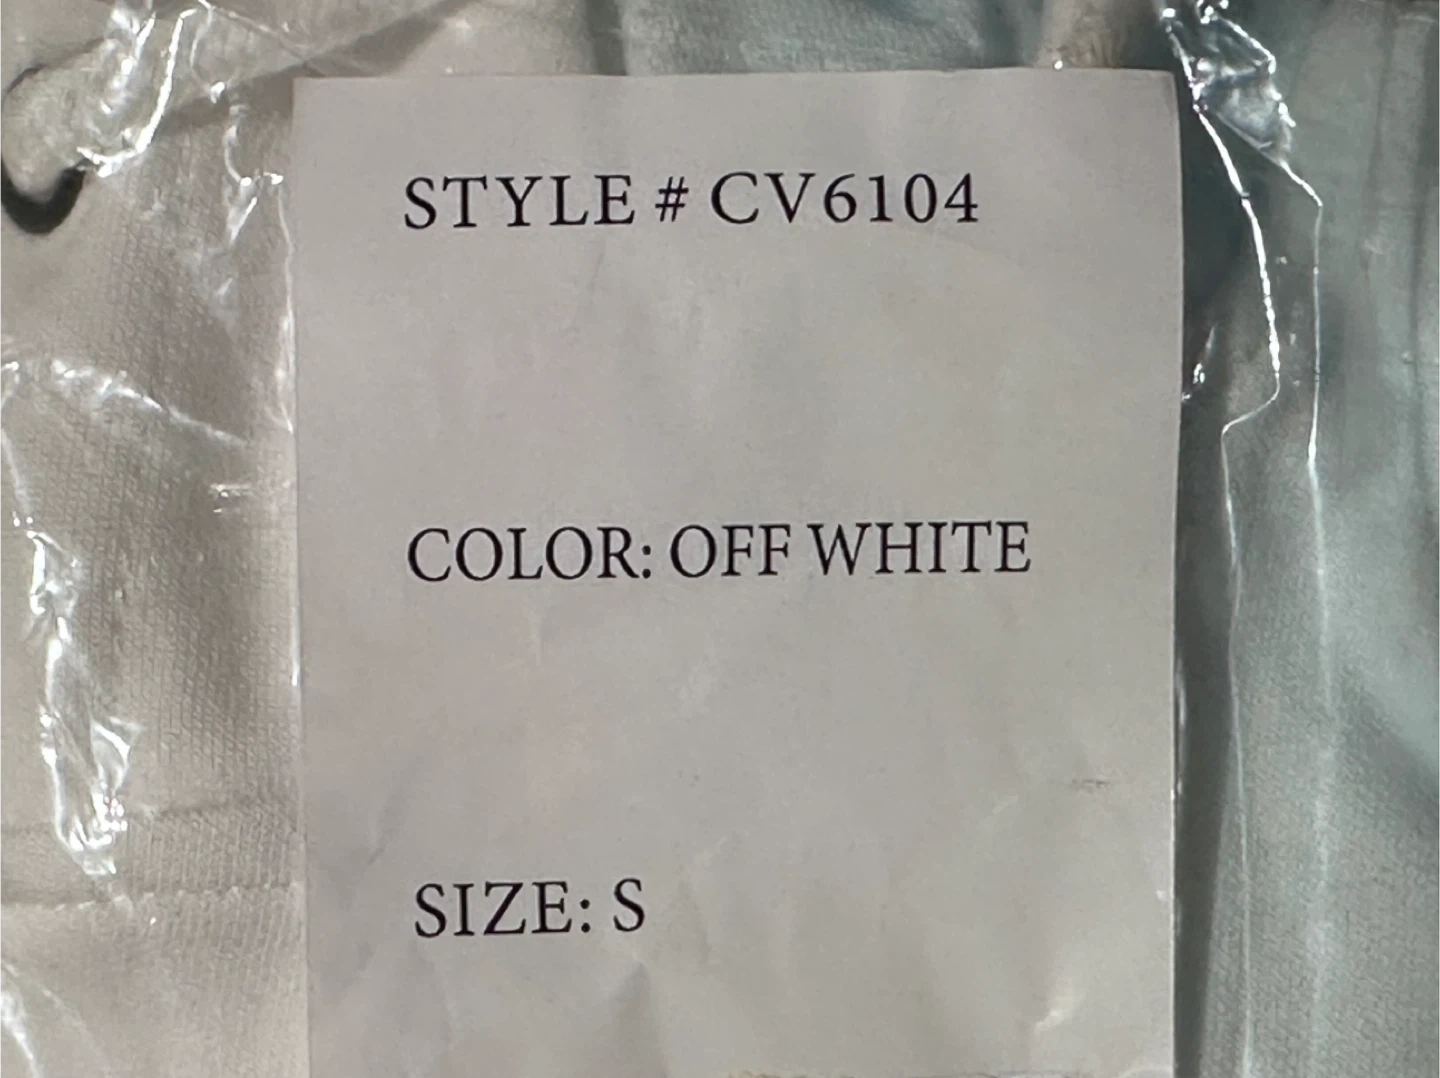 STYLE # CV6104
COLOR: OFF WHITE
SIZE: S